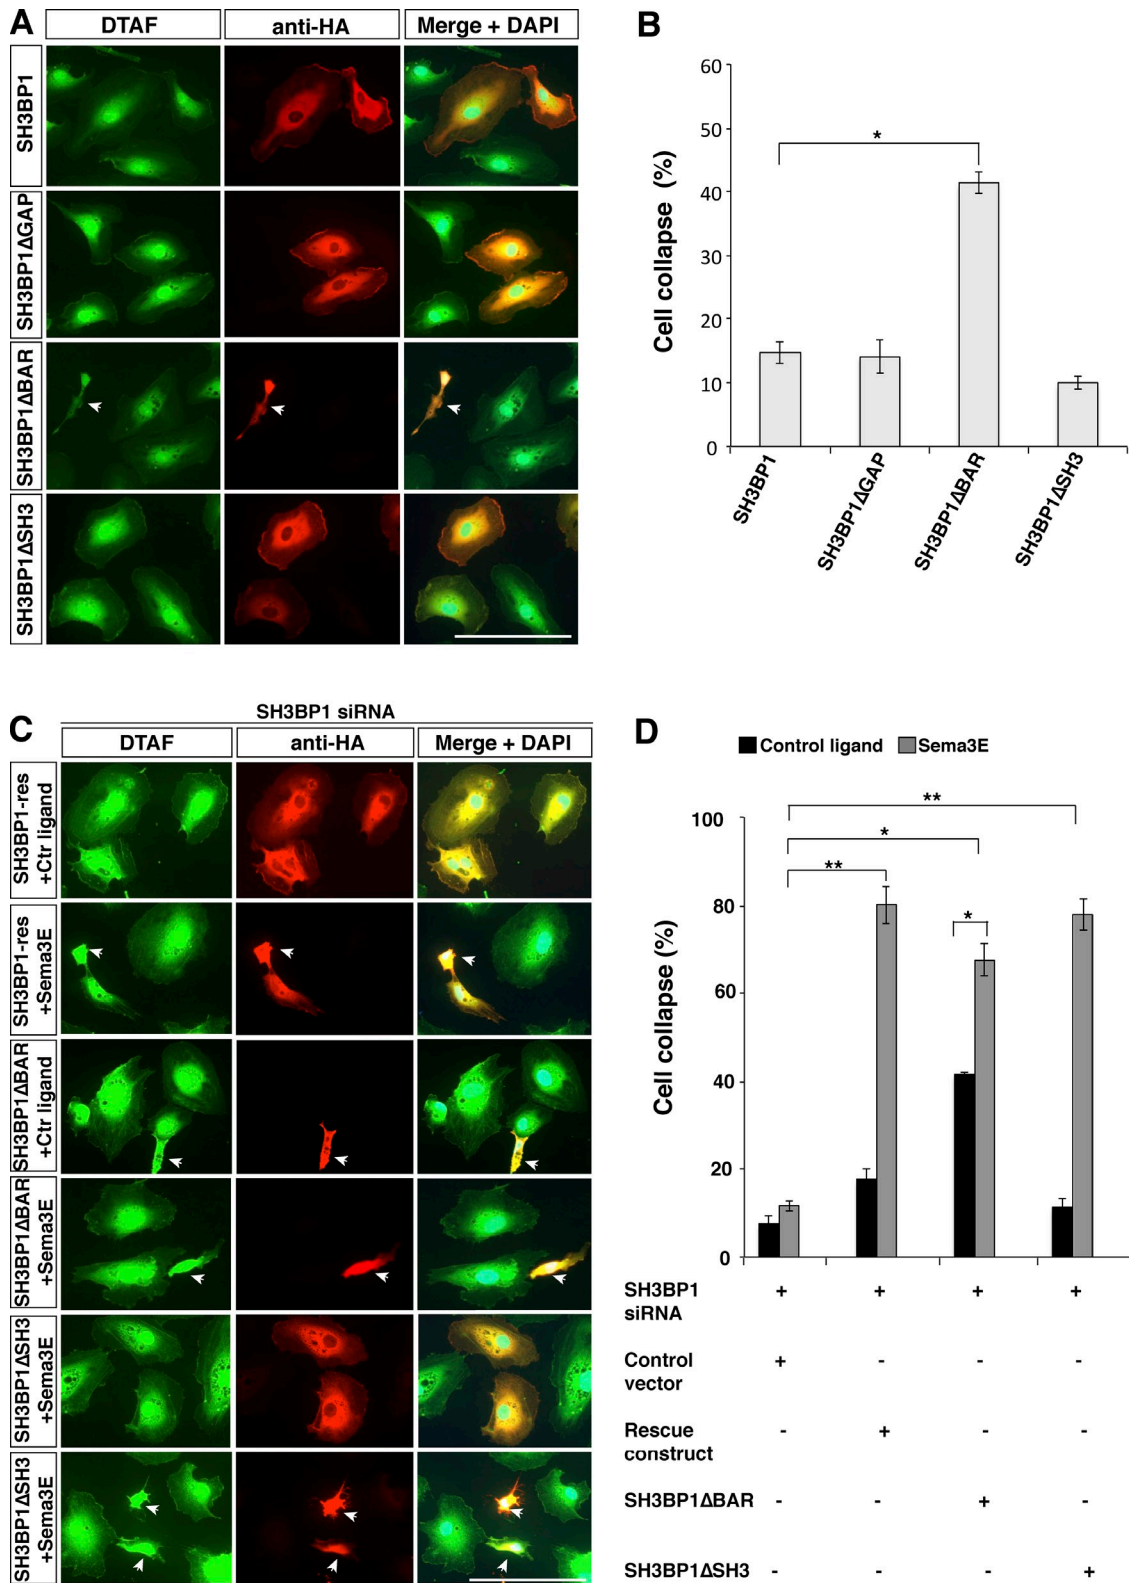 A
DTAF
anti-HA
Merge + DAPI
SH3BP1
SH3BP1ΔGAP
SH3BP1ΔBAR
SH3BP1ΔSH3
B
60
50
40
30
20
10
0
Cell collapse (%)
*
SH3BP1
SH3BP1ΔGAP
SH3BP1ΔBAR
SH3BP1ΔSH3
C
SH3BP1 siRNA
DTAF
anti-HA
Merge + DAPI
SH3BP1-res
+Ctr ligand
SH3BP1-res
+Sema3E
SH3BP1ΔBAR
+Ctr ligand
SH3BP1ΔBAR
+Sema3E
SH3BP1ΔSH3
+Sema3E
SH3BP1ΔSH3
+Sema3E
D
Control ligand Sema3E
**
*
**
*
100
80
60
40
20
0
Cell collapse (%)
SH3BP1 + + + +
siRNA
Control + - - -
vector
Rescue - + - -
construct
SH3BP1ΔBAR - - + -
SH3BP1ΔSH3 - - - +